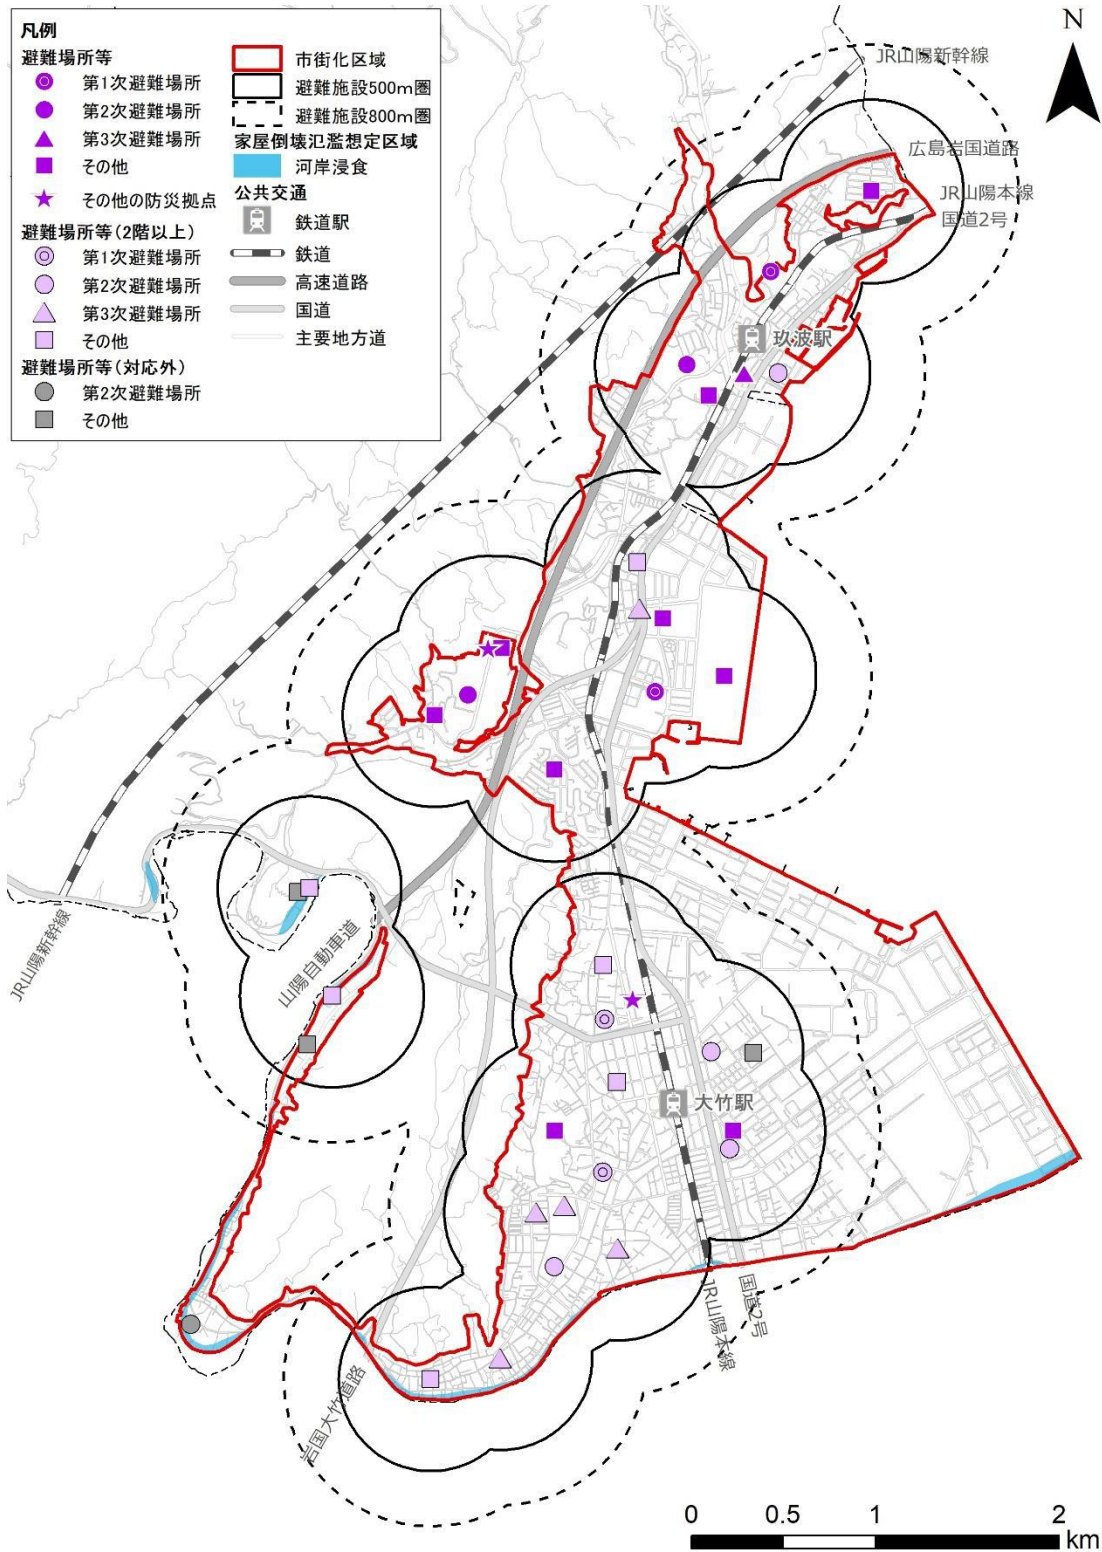 凡例
避難場所等
第1次避難場所
第2次避難場所
第3次避難場所
その他
その他の防災拠点
避難場所等(2階以上)
第1次避難場所
第2次避難場所
第3次避難場所
その他
避難場所等(対応外)
第2次避難場所
その他
市街化区域
避難施設500m圏
避難施設800m圏
家屋倒壊氾濫想定区域
河岸浸食
公共交通
鉄道駅
鉄道
高速道路
国道
主要地方道
N
JR山陽新幹線
広島岩国道路
JR山陽本線
国道2号
玖波駅
JR山陽新幹線
山陽自動車道
大竹駅
岩国大竹道路
JR山陽本線
国道2号
0 0.5 1 2
km